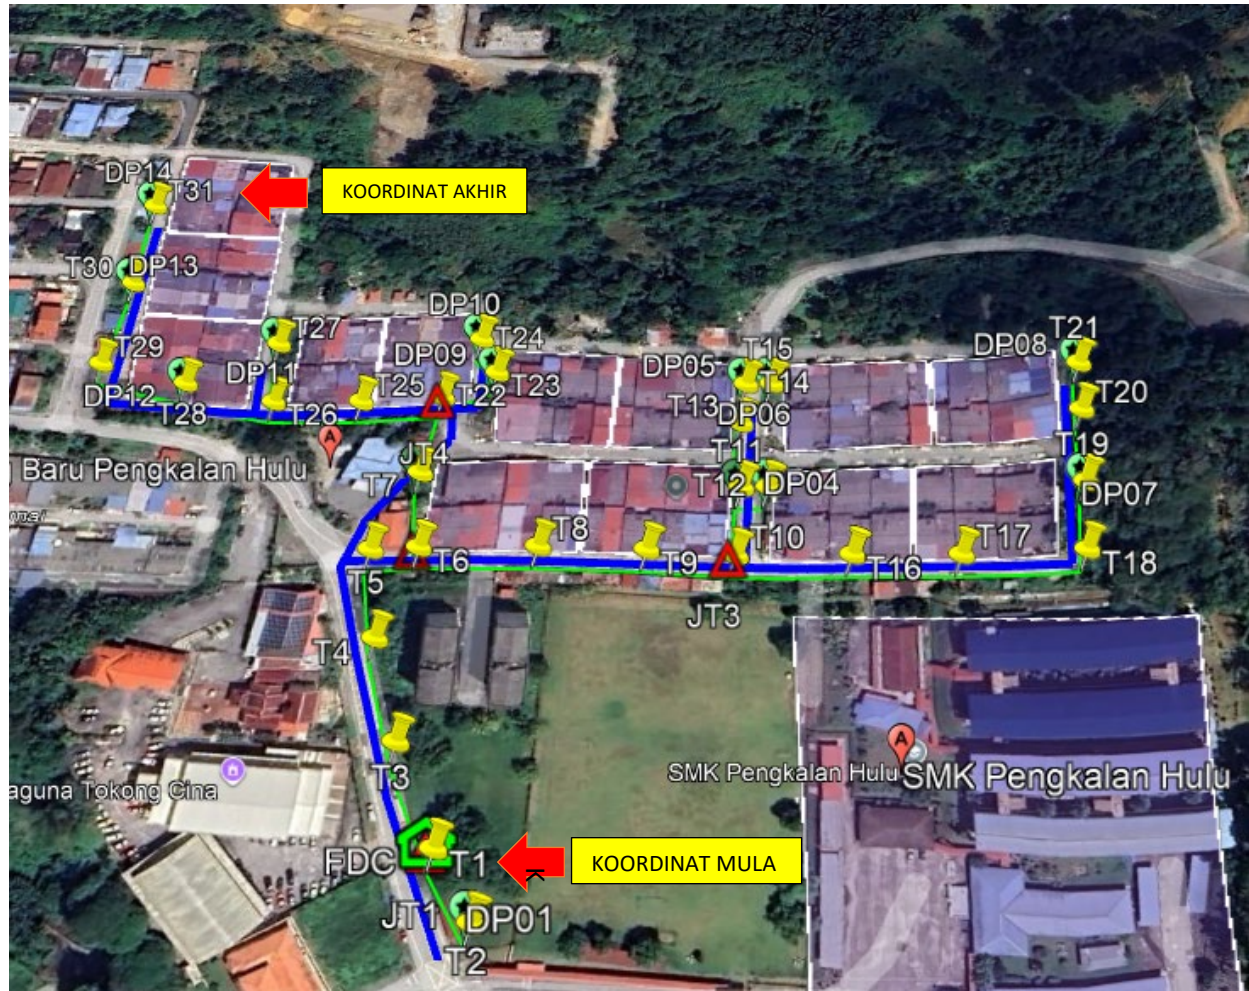 DP14
T31
KOORDINAT AKHIR
T30
DP13
DP10
T27
T24
T29
DP11
DP09
T23
DP12
T28
T26
T25
T22
DP05
T15
T14
T13
DP06
DP08
T21
T20
T19
Baru Pengkalan Hulu
A
JT4
T7
T11
T12
DP04
DP07
T5
T6
T8
T9
T10
T16
T17
T18
JT3
T4
T3
aguna Tokong Cina
SMK Pengkalan Hulu
A
SMK Pengkalan Hulu
FDC
T1
KOORDINAT MULA
K
JT1
DP01
T2